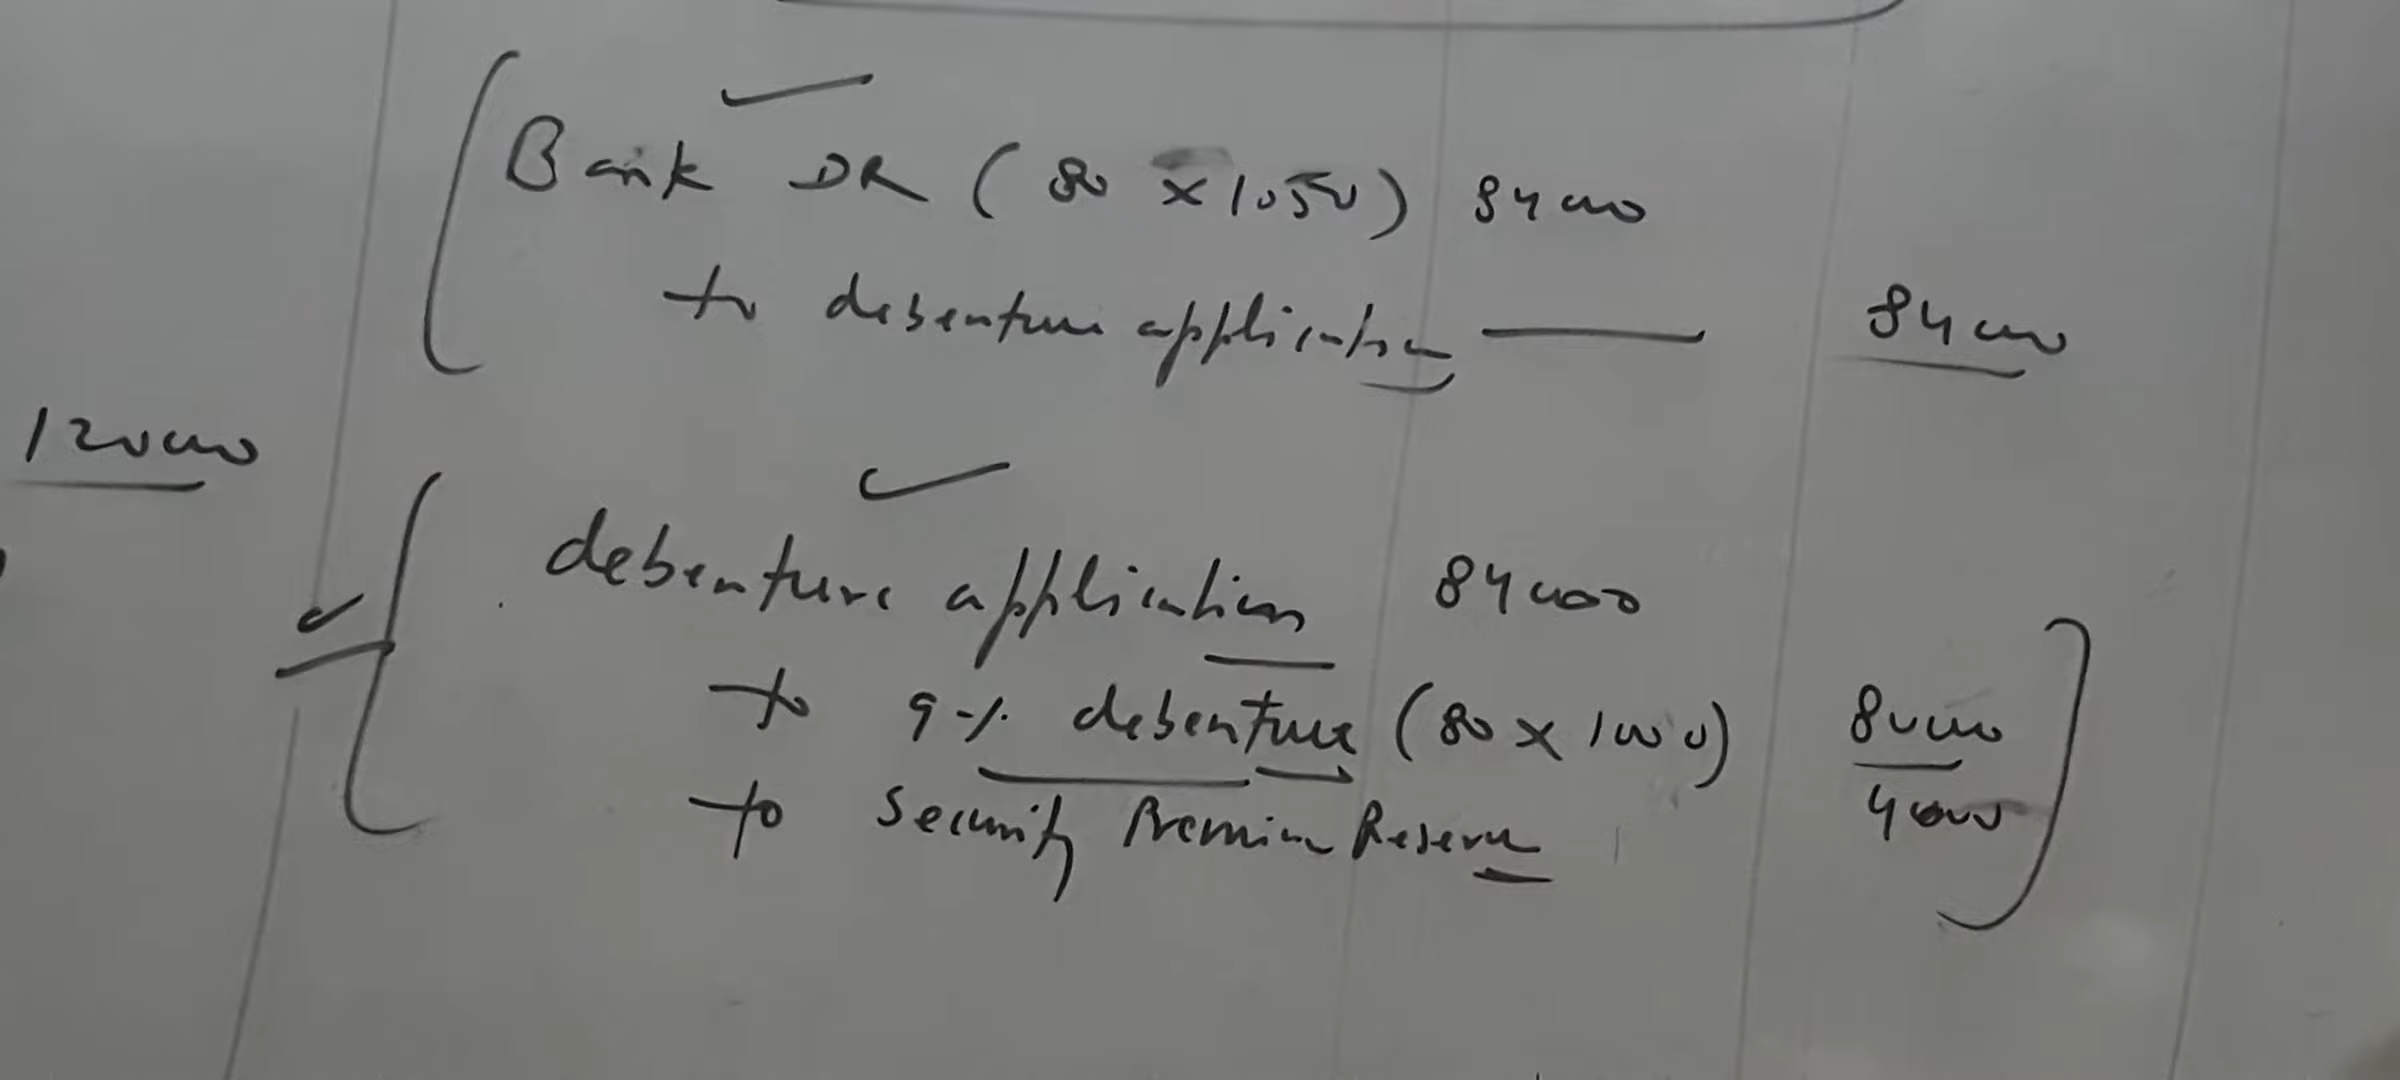 Bank DR (80 x 1050) 84000
to debenture application 84000
120000
debenture application 84000
to 9% debenture (80 x 1000) 80000
to Security Premium Reserve 4000